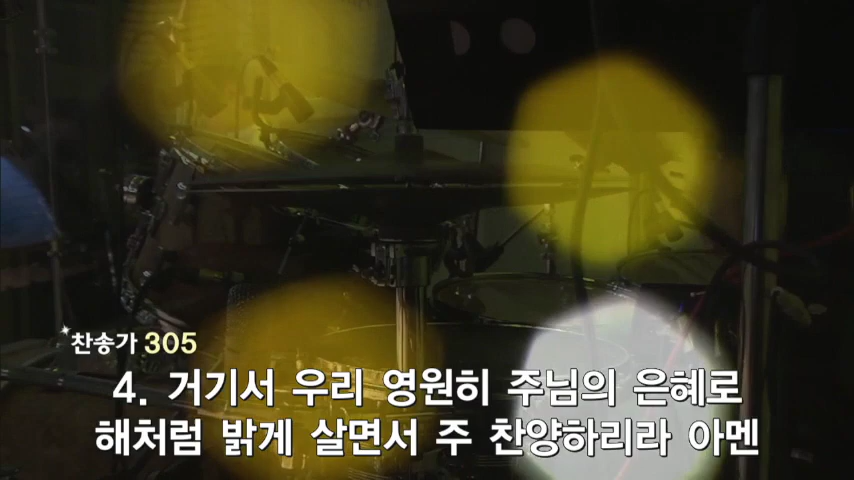 찬송가 305
4. 거기서 우리 영원히 주님의 은혜로
해처럼 밝게 살면서 주 찬양하리라 아멘